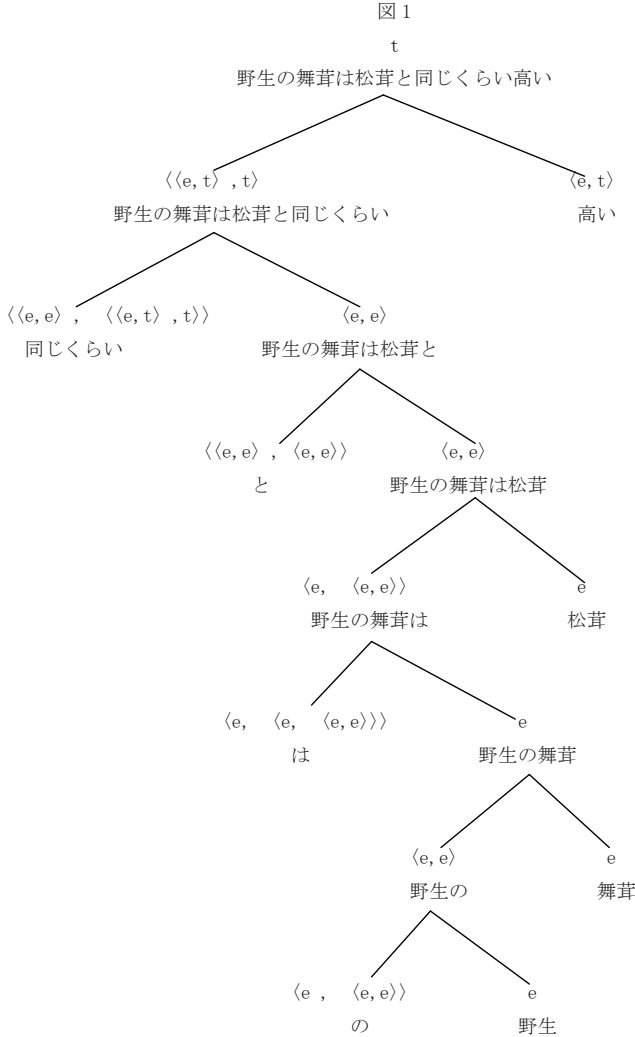 図1
t
野生の舞茸は松茸と同じくらい高い
〈〈e,t〉,t〉 〈e,t〉
野生の舞茸は松茸と同じくらい 高い
〈〈e,e〉, 〈〈e,t〉,t〉〉 〈e,e〉
同じくらい 野生の舞茸は松茸と
〈〈e,e〉, 〈e,e〉〉 〈e,e〉
と 野生の舞茸は松茸
〈e, 〈e,e〉〉 e
野生の舞茸は 松茸
〈e, 〈e, 〈e,e〉〉〉 e
は 野生の舞茸
〈e,e〉 e
野生の 舞茸
〈e , 〈e,e〉〉 e
の 野生